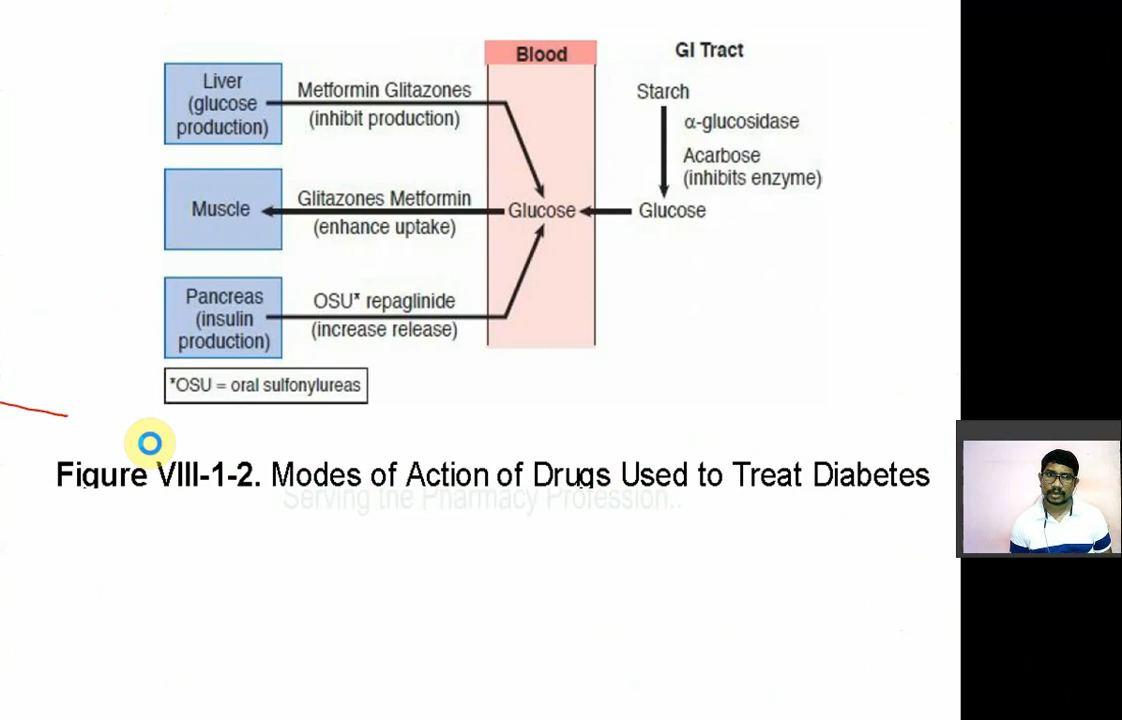 Blood
GI Tract
Liver
(glucose
production)
Metformin Glitazones
(inhibit production)
Starch
α-glucosidase
Acarbose
(inhibits enzyme)
Muscle
Glitazones Metformin
(enhance uptake)
Glucose
Glucose
Pancreas
(insulin
production)
OSU* repaglinide
(increase release)
*OSU = oral sulfonylureas
Figure VIII-1-2. Modes of Action of Drugs Used to Treat Diabetes
Serving the Pharmacy Profession..